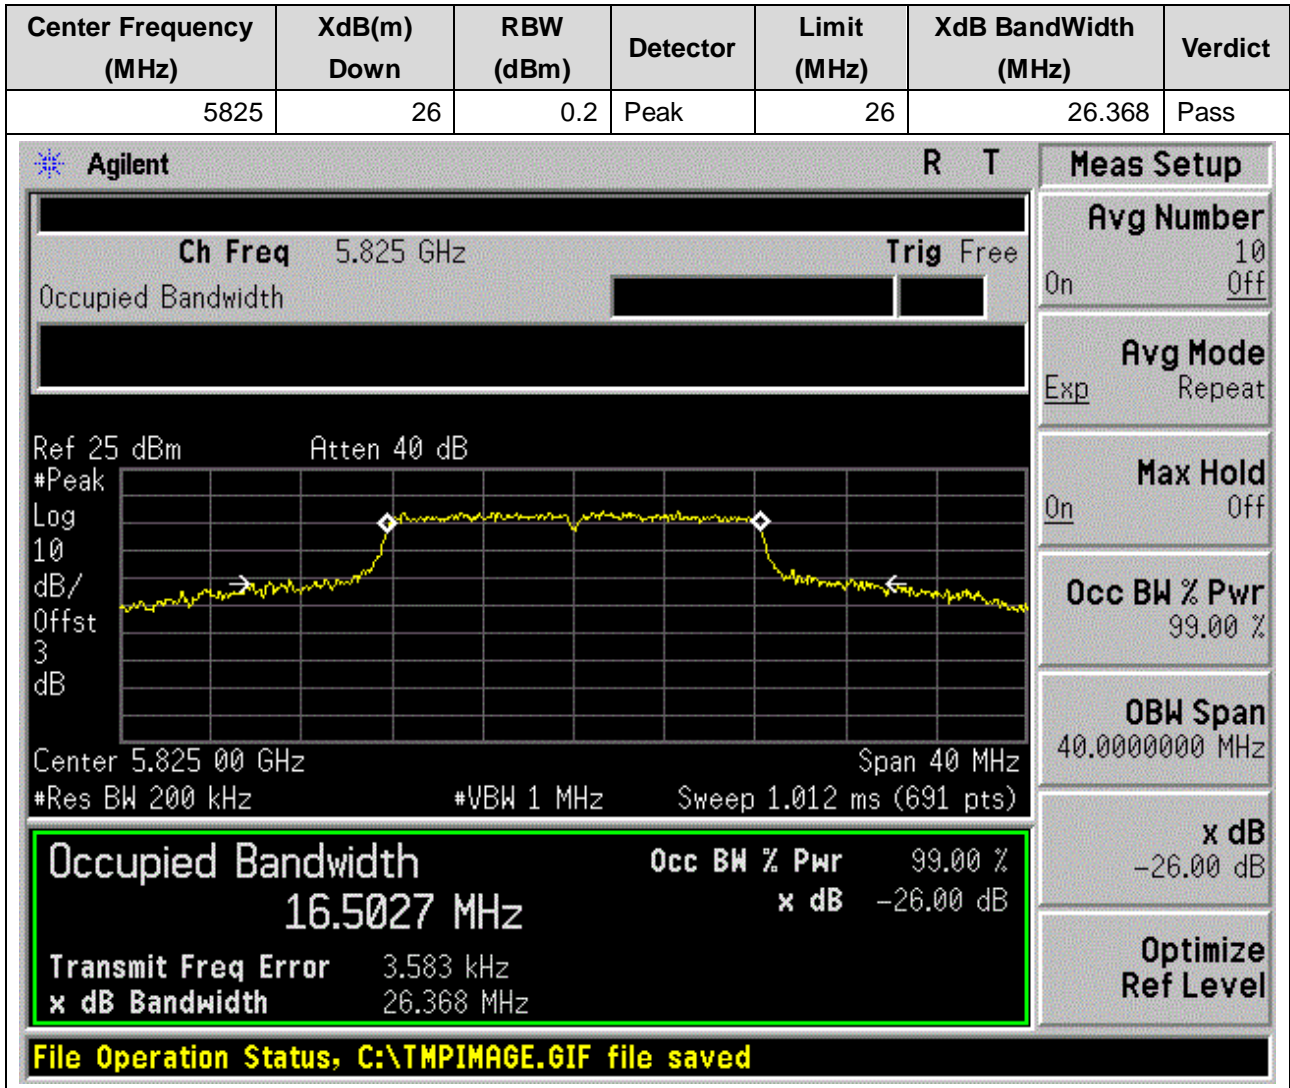 Center Frequency (MHz) XdB(m) Down RBW (dBm) Detector Limit (MHz) XdB BandWidth (MHz) Verdict
5825 26 0.2 Peak 26 26.368 Pass
Agilent R T
Ch Freq 5.825 GHz Trig Free
Occupied Bandwidth
Ref 25 dBm Atten 40 dB
#Peak
Log
10
dB/
Offst
3
dB
Center 5.825 00 GHz Span 40 MHz
#Res BW 200 kHz #VBW 1 MHz Sweep 1.012 ms (691 pts)
Occupied Bandwidth Occ BW % Pwr 99.00 %
16.5027 MHz x dB -26.00 dB
Transmit Freq Error 3.583 kHz
x dB Bandwidth 26.368 MHz
File Operation Status, C:\TMPIMAGE.GIF file saved
Meas Setup
Avg Number
10
On Off
Avg Mode
Exp Repeat
Max Hold
On Off
Occ BW % Pwr
99.00 %
OBW Span
40.0000000 MHz
x dB
-26.00 dB
Optimize
Ref Level